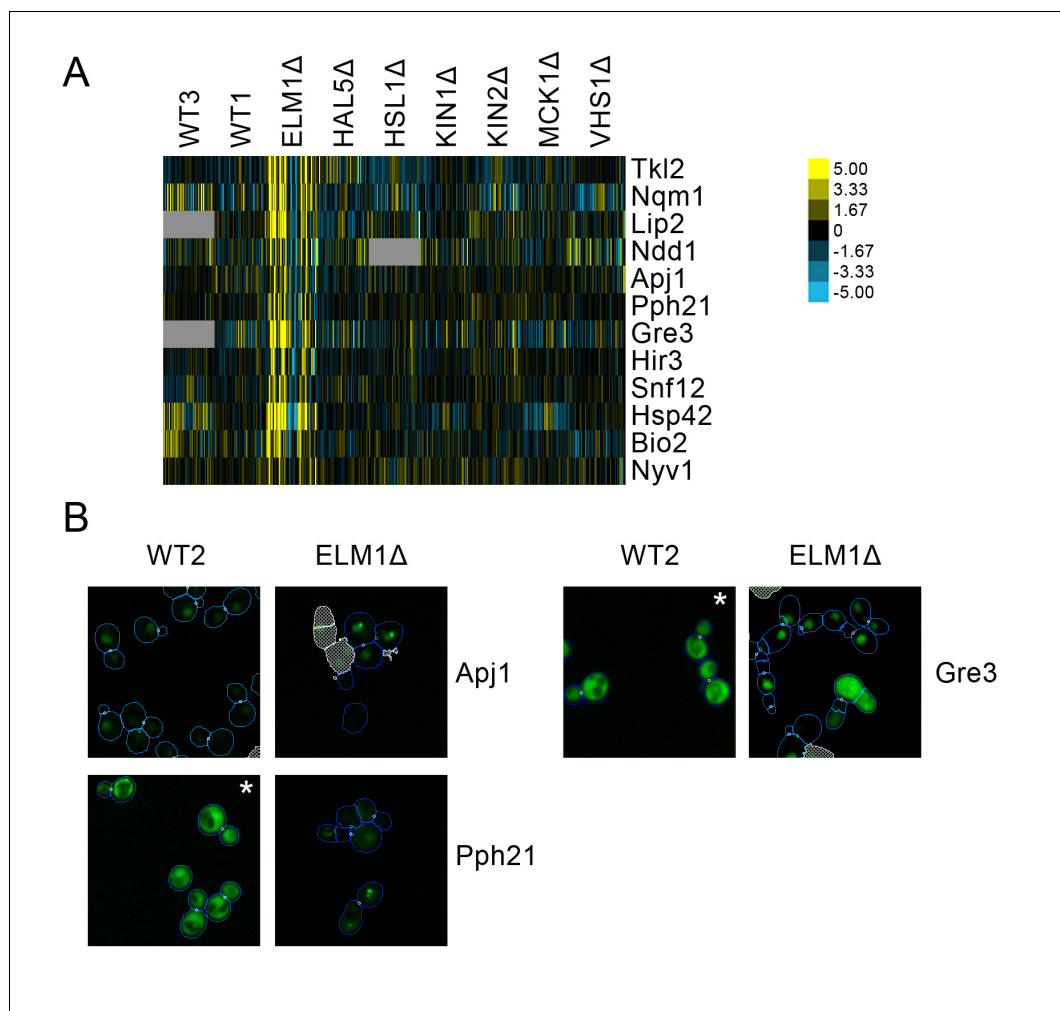 A
WT3 WT1 ELM1Δ HAL5Δ HSL1Δ KIN1Δ KIN2Δ MCK1Δ VHS1Δ
Tkl2
Nqm1
Lip2
Ndd1
Apj1
Pph21
Gre3
Hir3
Snf12
Hsp42
Bio2
Nyv1
5.00
3.33
1.67
0
-1.67
-3.33
-5.00
B
WT2 ELM1Δ WT2 ELM1Δ
Apj1
* Gre3
* Pph21